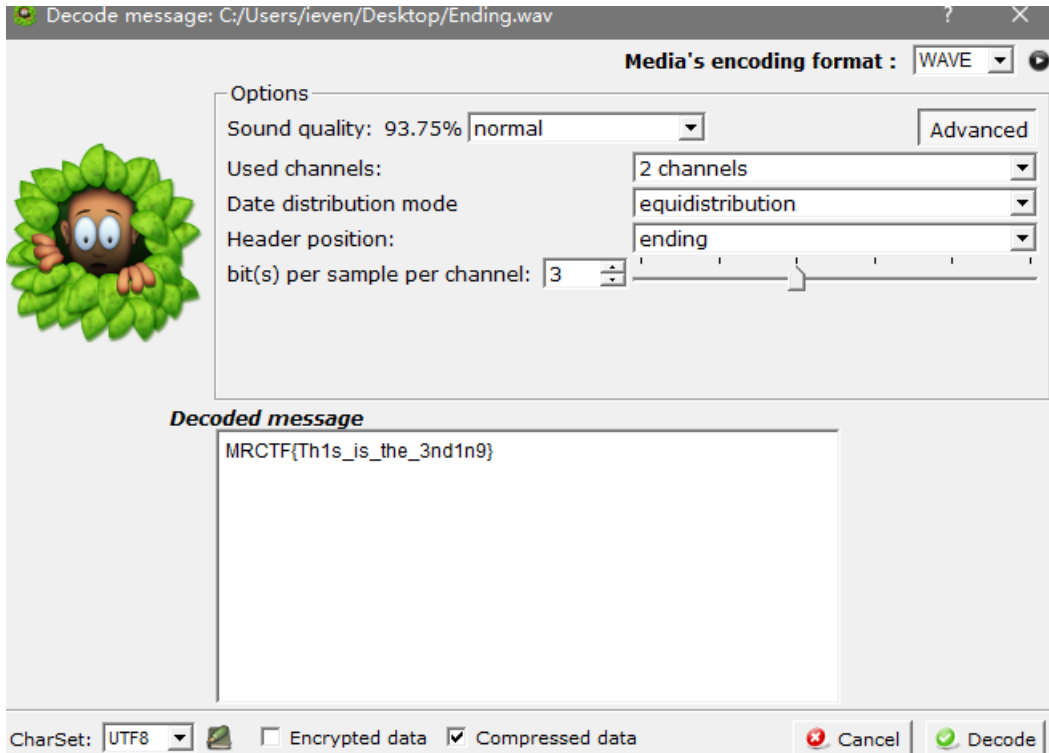 Decode message: C:/Users/ieven/Desktop/Ending.wav ? ×
Media's encoding format : WAVE
Options
Sound quality: 93.75% normal
Advanced
Used channels: 2 channels
Date distribution mode equidistribution
Header position: ending
bit(s) per sample per channel: 3
Decoded message
MRCTF{Th1s_is_the_3nd1n9}
CharSet: UTF8 Encrypted data Compressed data Cancel Decode